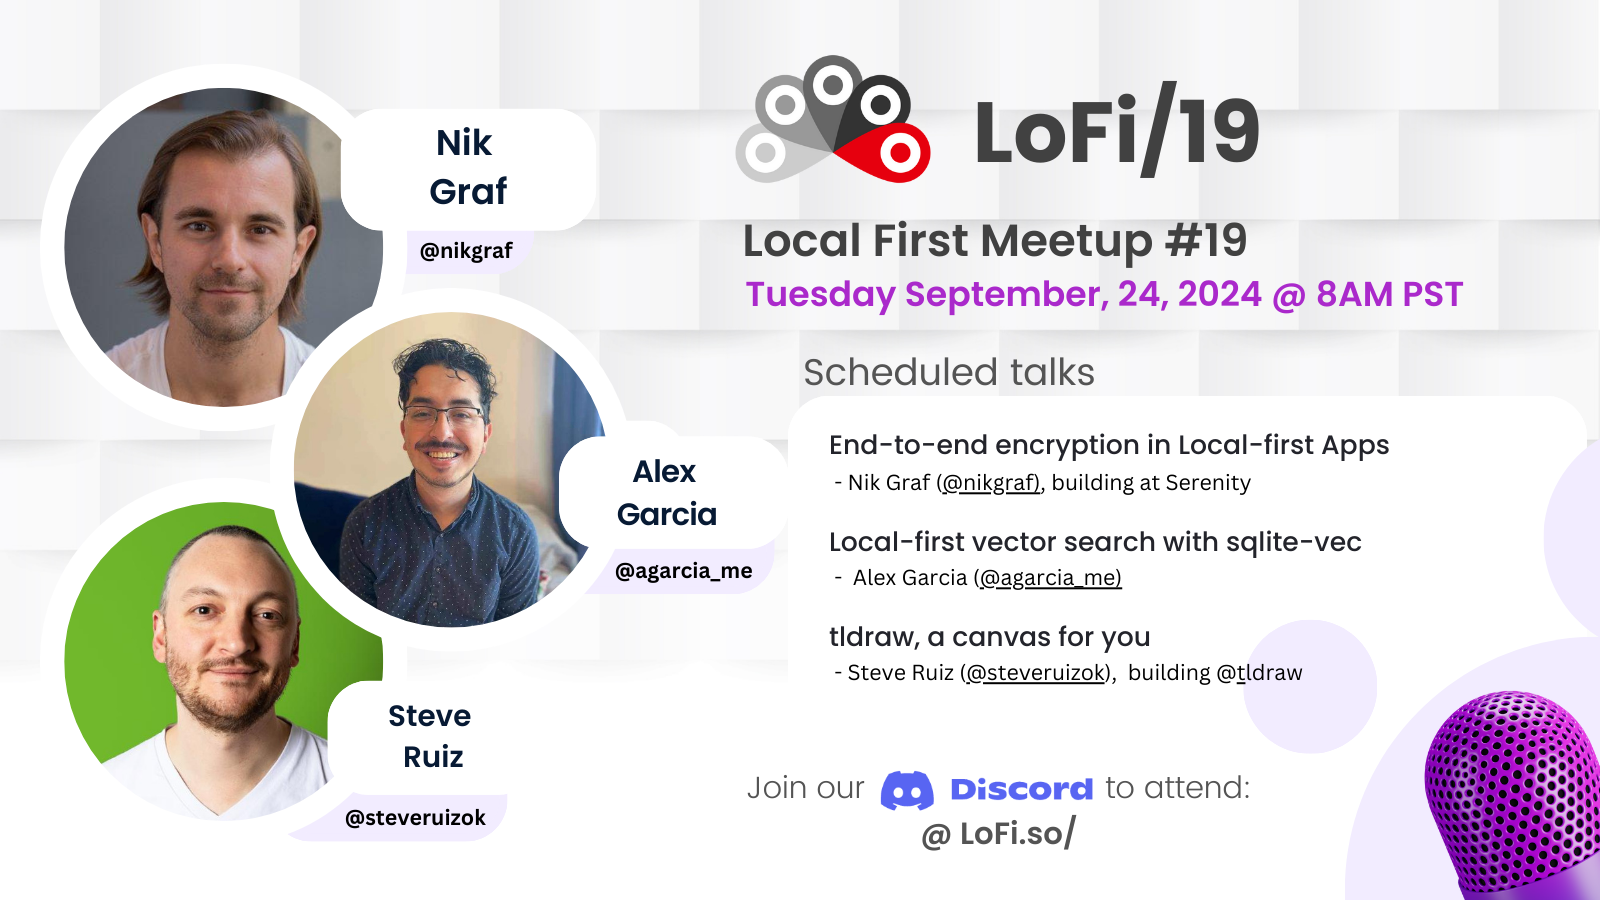 Nik
Graf
@nikgraf
Alex
Garcia
@agarcia_me
Steve
Ruiz
@steveruizok
LoFi/19
Local First Meetup #19
Tuesday September, 24, 2024 @ 8AM PST
Scheduled talks
End-to-end encryption in Local-first Apps
- Nik Graf (@nikgraf), building at Serenity
Local-first vector search with sqlite-vec
- Alex Garcia (@agarcia_me)
tldraw, a canvas for you
- Steve Ruiz (@steveruizok), building @tldraw
Join our Discord to attend:
@ LoFi.so/